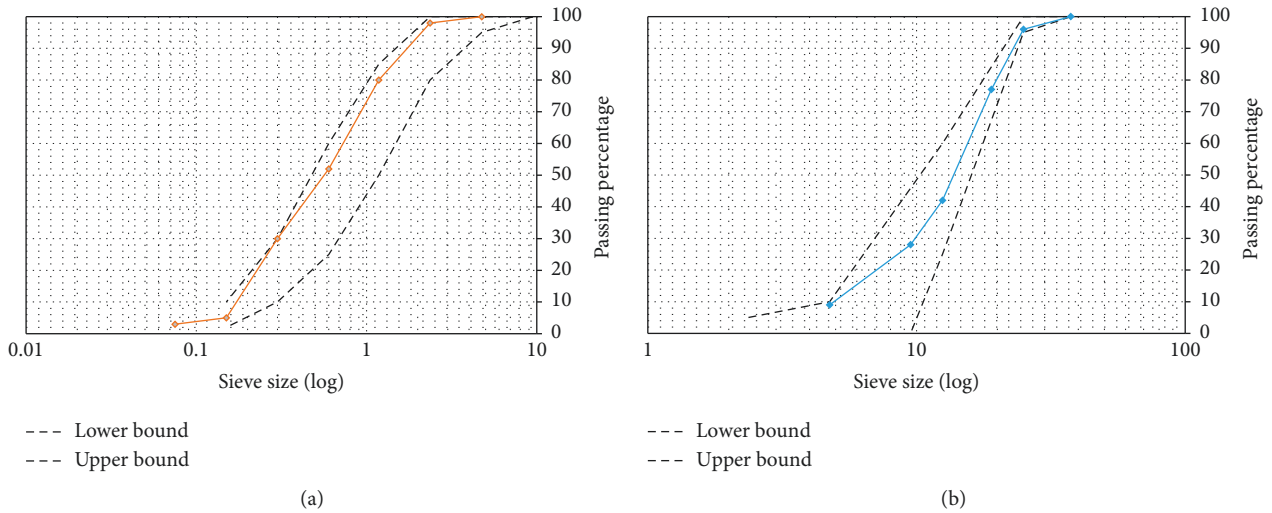 100
90
80
70
60
50
40
30
20
10
0
Passing percentage
0.01 0.1 1 10
Sieve size (log)
Lower bound
Upper bound
(a)
100
90
80
70
60
50
40
30
20
10
0
Passing percentage
1 10 100
Sieve size (log)
Lower bound
Upper bound
(b)